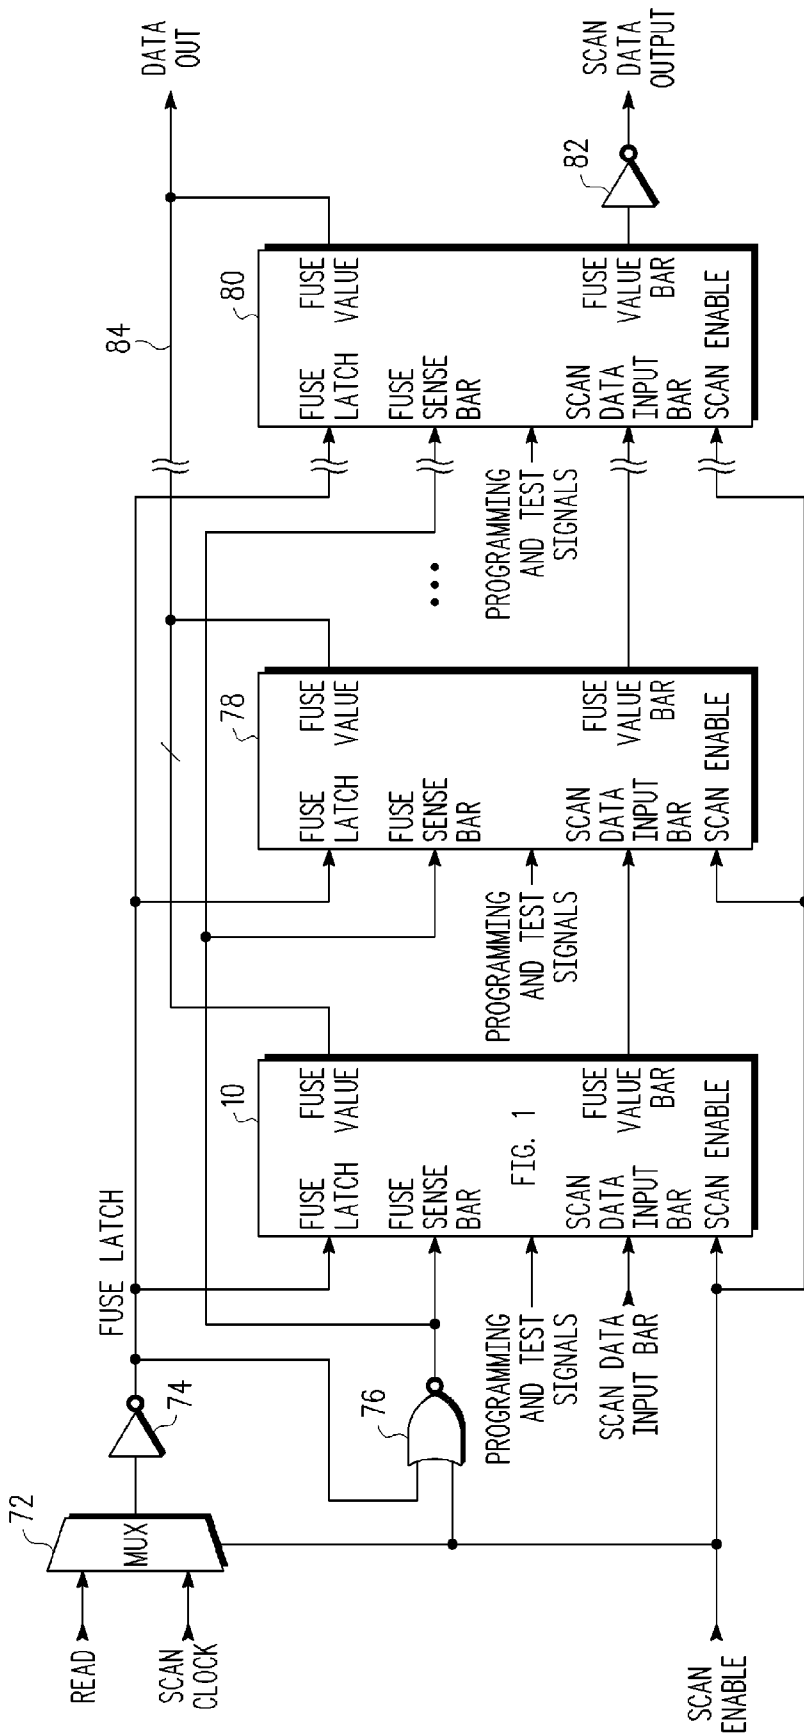 READ
SCAN
CLOCK
SCAN
ENABLE
72
MUX
74
76
FUSE LATCH
PROGRAMMING
AND TEST
SIGNALS
SCAN DATA
INPUT BAR
10
FUSE
LATCH
FUSE
VALUE
FUSE
SENSE
BAR
FIG. 1
SCAN
DATA
INPUT
BAR
FUSE
VALUE
BAR
SCAN ENABLE
PROGRAMMING
AND TEST
SIGNALS
78
FUSE
LATCH
FUSE
VALUE
FUSE
SENSE
BAR
SCAN
DATA
INPUT
BAR
FUSE
VALUE
BAR
SCAN ENABLE
PROGRAMMING
AND TEST
SIGNALS
84
80
FUSE
LATCH
FUSE
VALUE
FUSE
SENSE
BAR
SCAN
DATA
INPUT
BAR
FUSE
VALUE
BAR
SCAN ENABLE
82
DATA
OUT
SCAN
DATA
OUTPUT